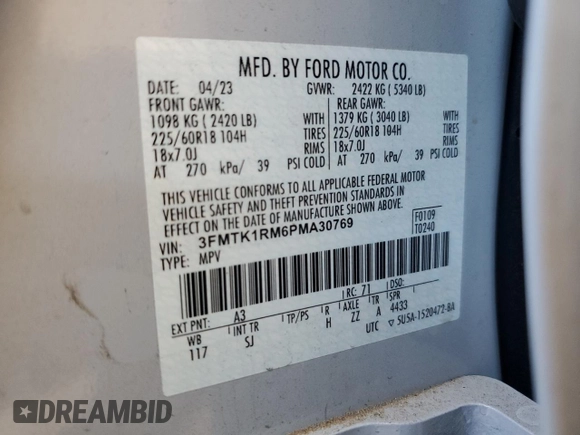 MFD. BY FORD MOTOR CO.
DATE: 04/23 GVWR: 2422 KG ( 5340 LB)
FRONT GAWR: REAR GAWR:
1098 KG ( 2420 LB) 1379 KG ( 3040 LB)
225/60R18 104H TIRES 225/60R18 104H TIRES
18x7.0J RIMS 18x7.0J RIMS
AT 270 kPa/ 39 PSI COLD AT 270 kPa/ 39 PSI COLD
THIS VEHICLE CONFORMS TO ALL APPLICABLE FEDERAL MOTOR
VEHICLE SAFETY AND THEFT PREVENTION STANDARDS IN EFFECT
ON THE DATE OF MANUFACTURE SHOWN ABOVE.
VIN: 3FMTK1RM6PMA30769 F0109
TYPE: MPV T0240
EXT PNT: A3 RC: 71 DSO:
WB INT TR TP/PS R AXLE TR SPR
117 SJ H ZZ A 4433
UTC 5U5A-1520472-BA
DREAMBID